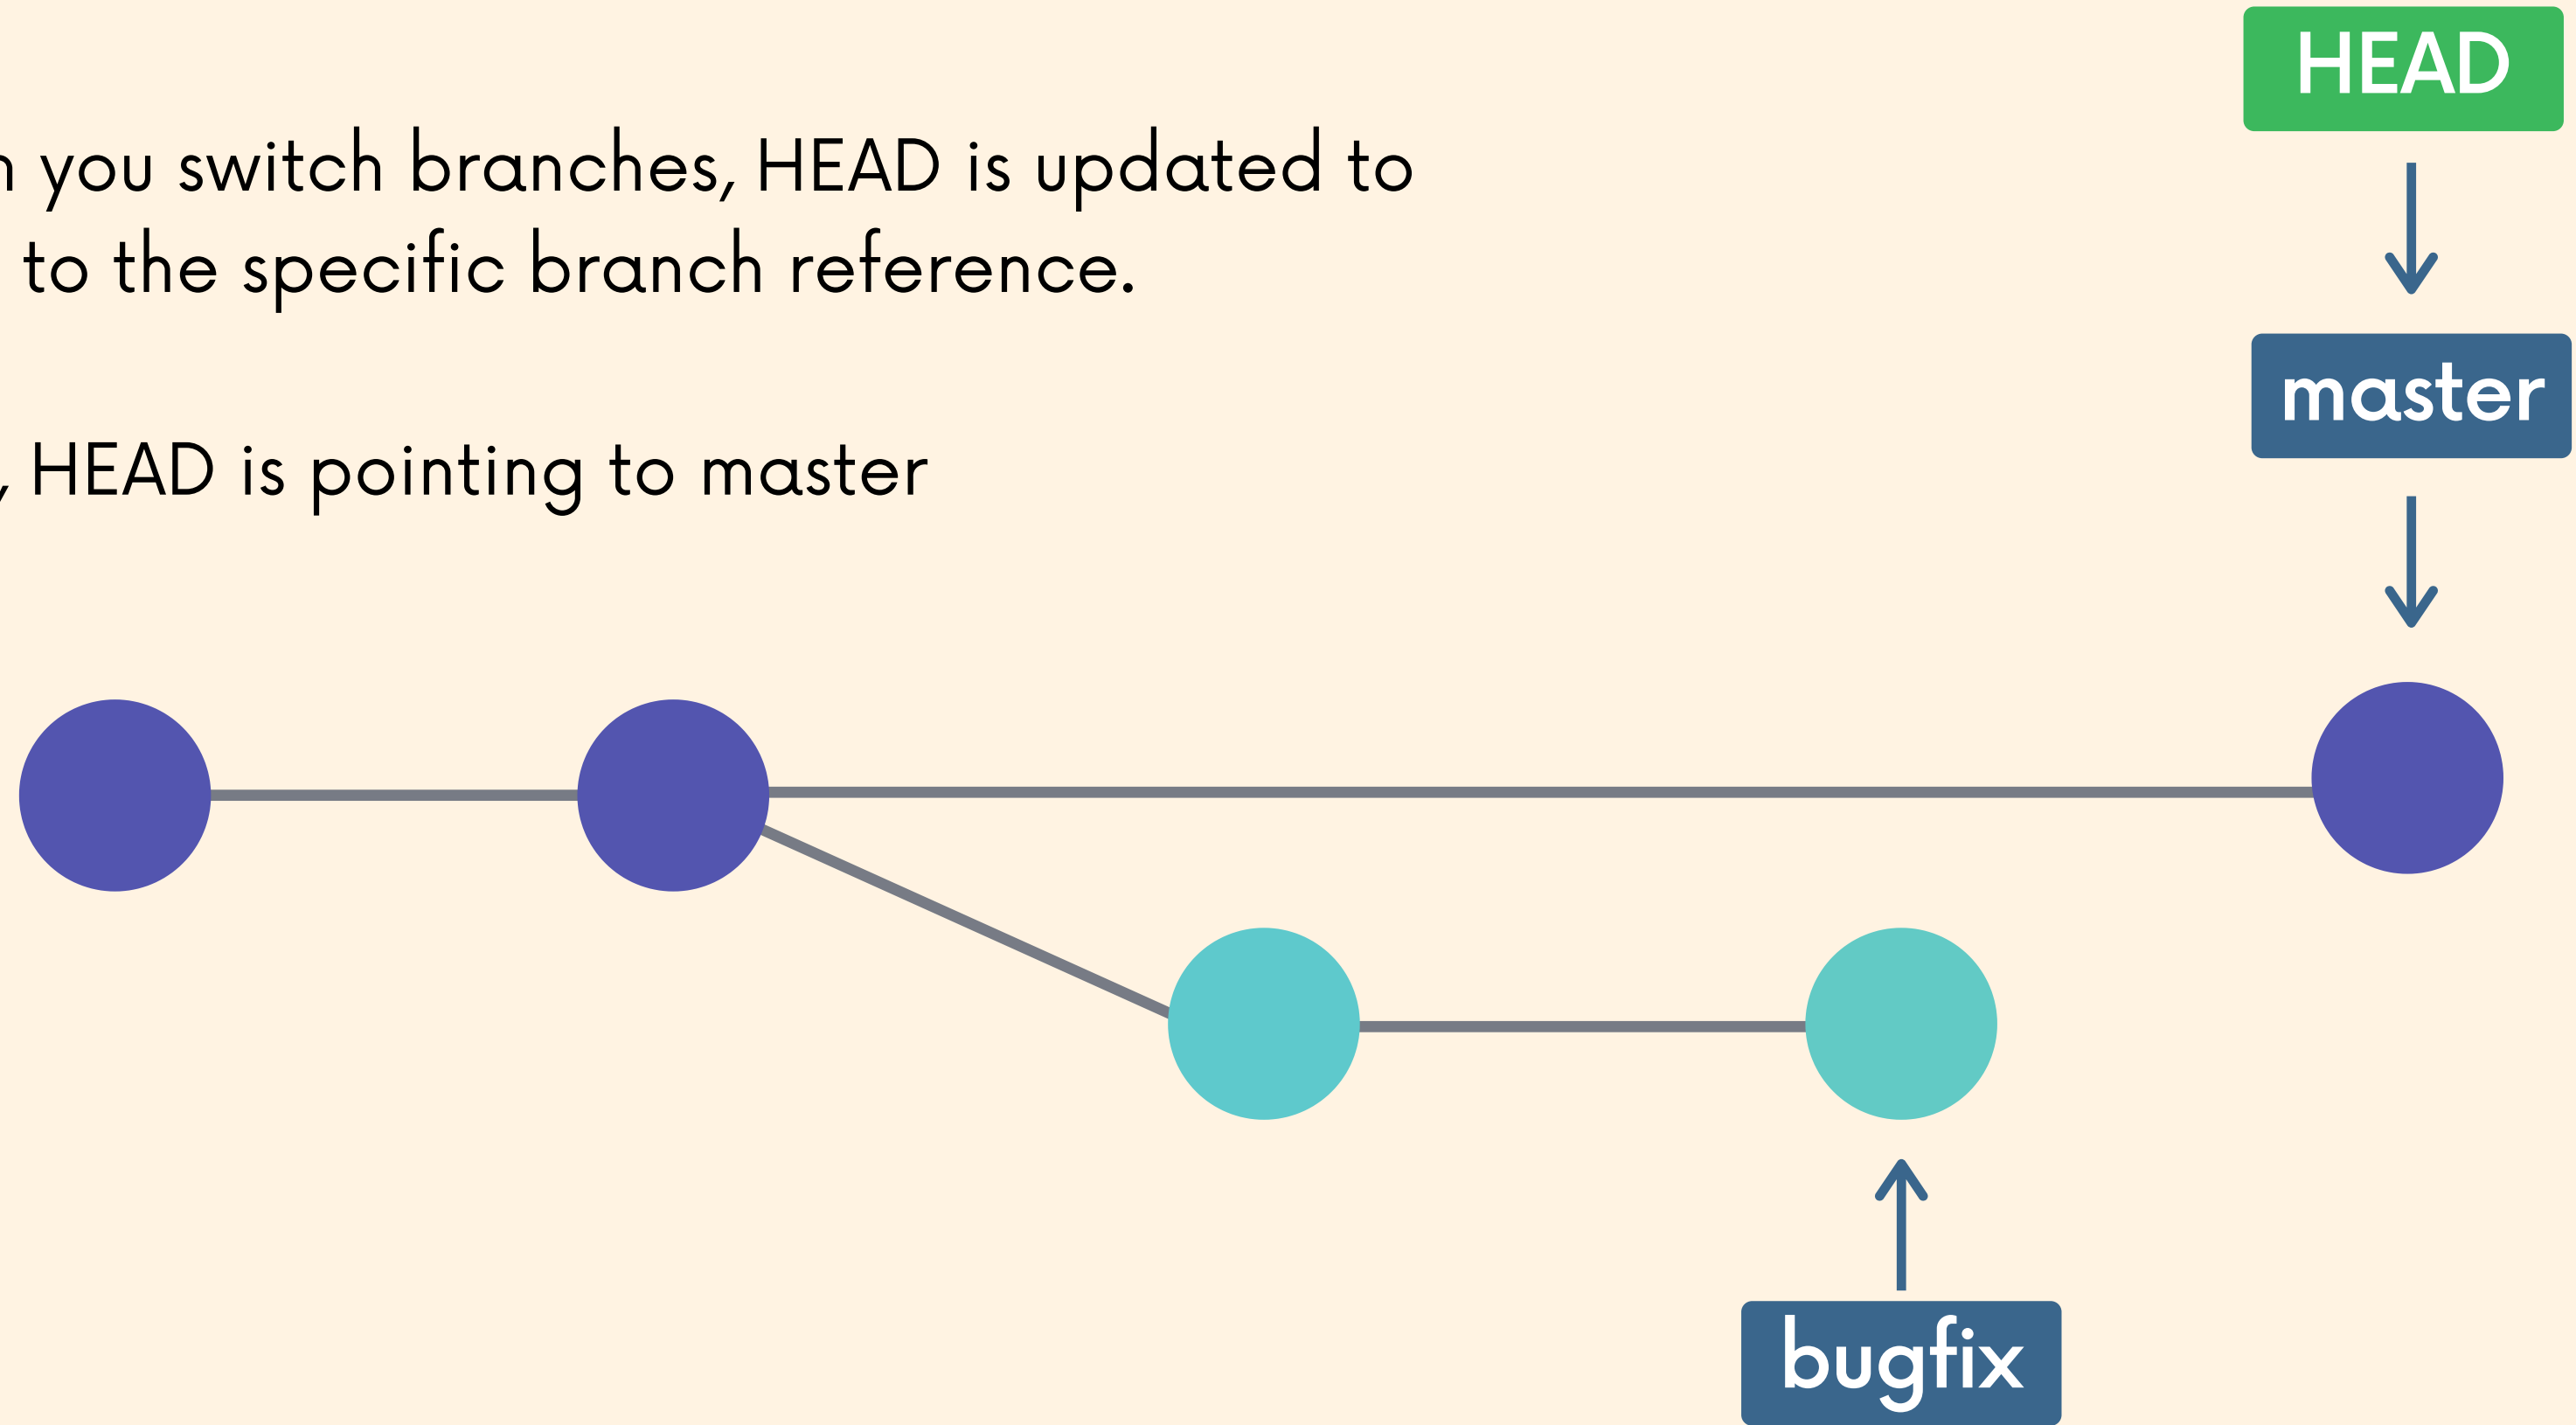 HEAD
you switch branches, HEAD is updated to
to the specific branch reference.
master
, HEAD is pointing to master
bugfix